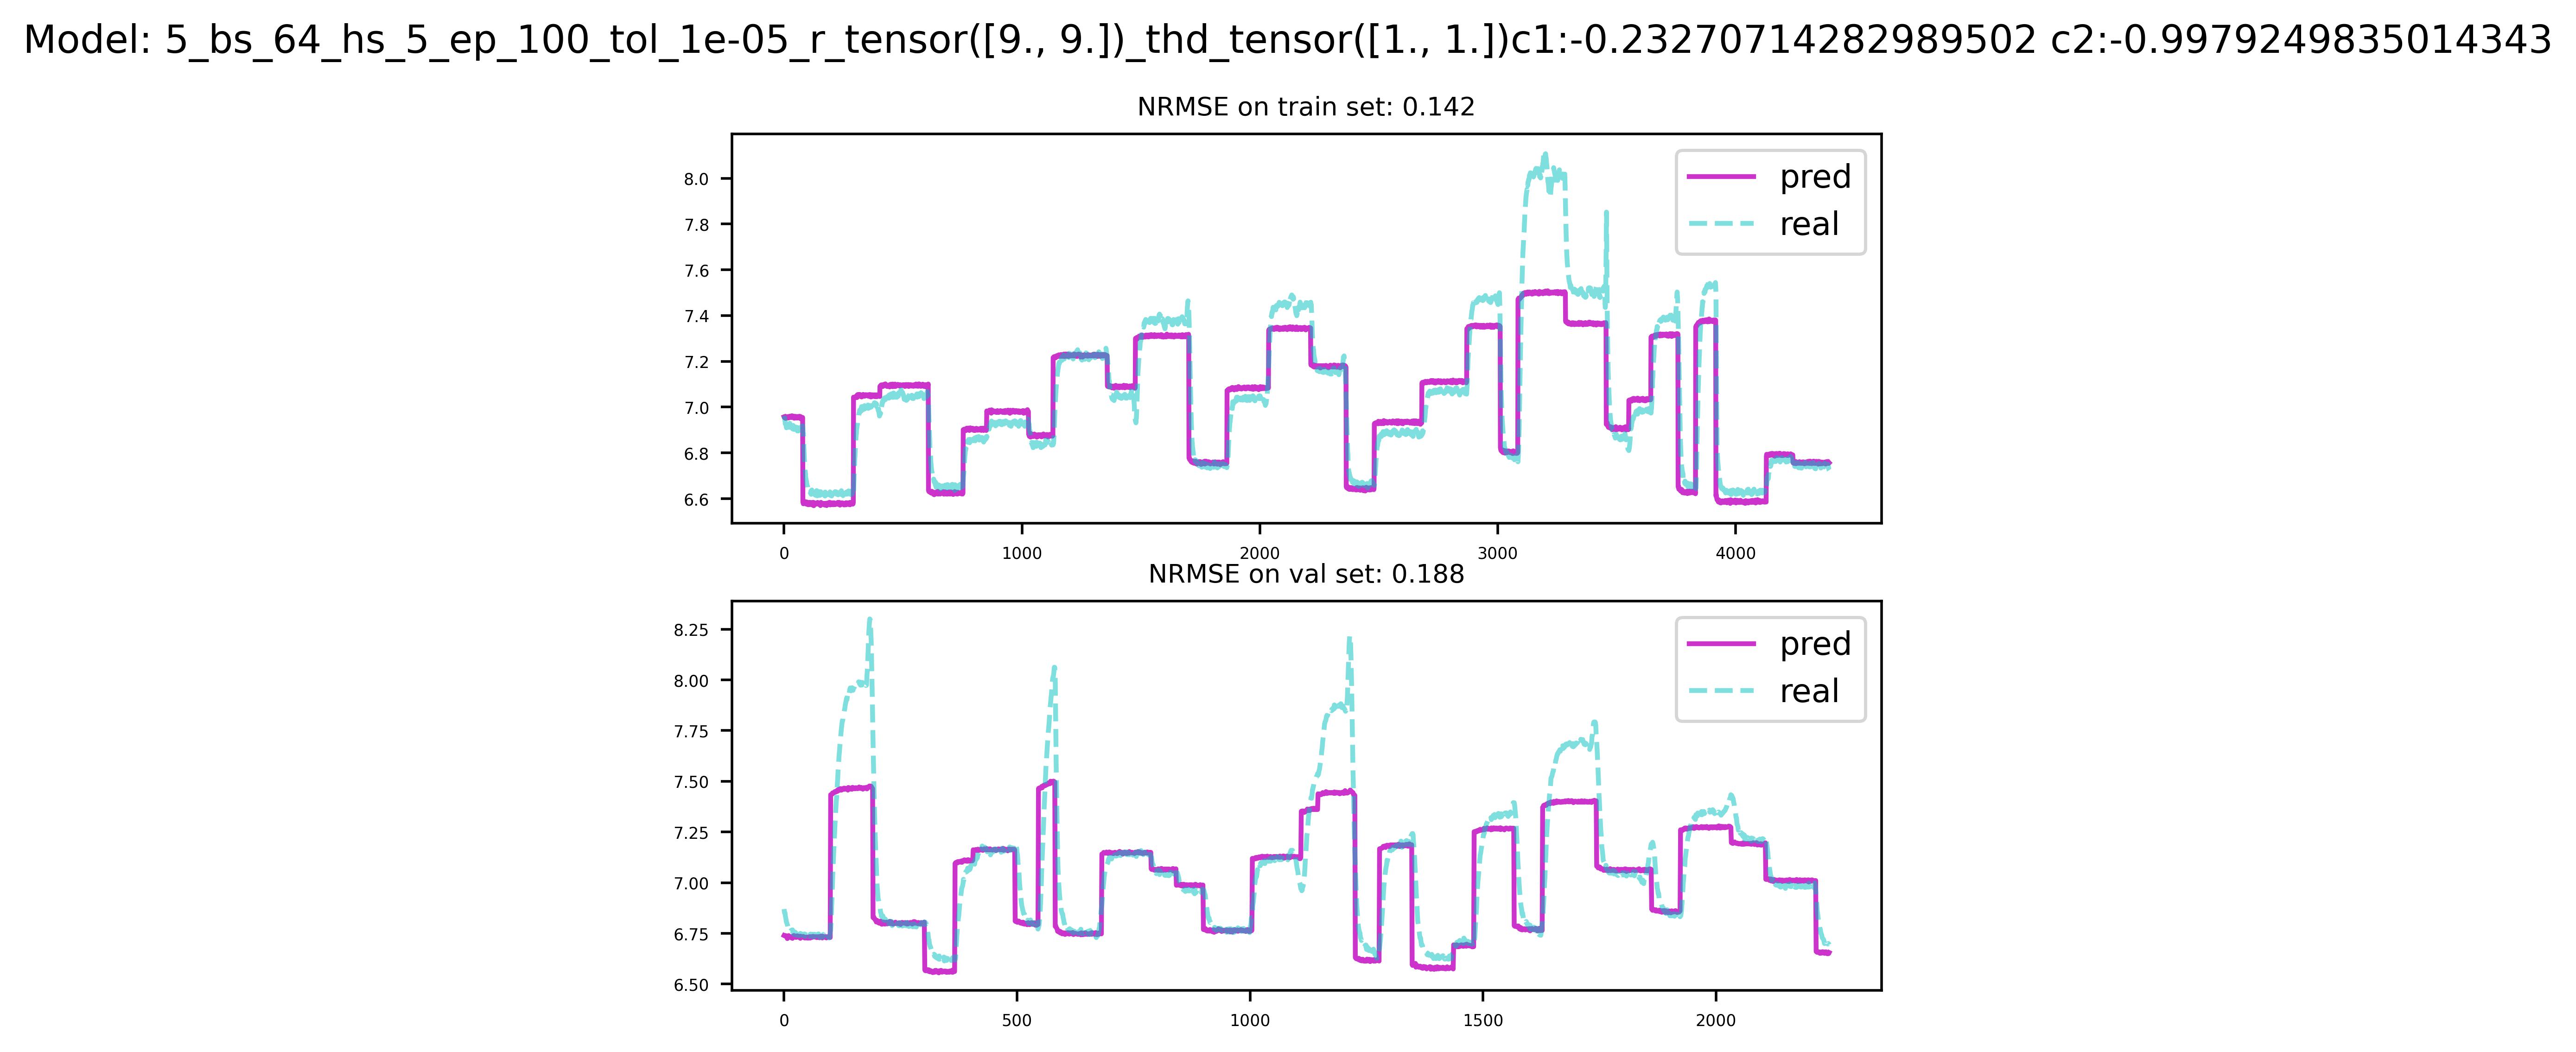 Model: 5_bs_64_hs_5_ep_100_tol_1e-05_r_tensor([9., 9.])_thd_tensor([1., 1.])c1:-0.23270714282989502 c2:-0.9979249835014343
NRMSE on train set: 0.142
8.0
7.8
7.6
7.4
7.2
7.0
6.8
6.6
pred
real
0 1000 2000 3000 4000
NRMSE on val set: 0.188
8.25
8.00
7.75
7.50
7.25
7.00
6.75
6.50
pred
real
0 500 1000 1500 2000